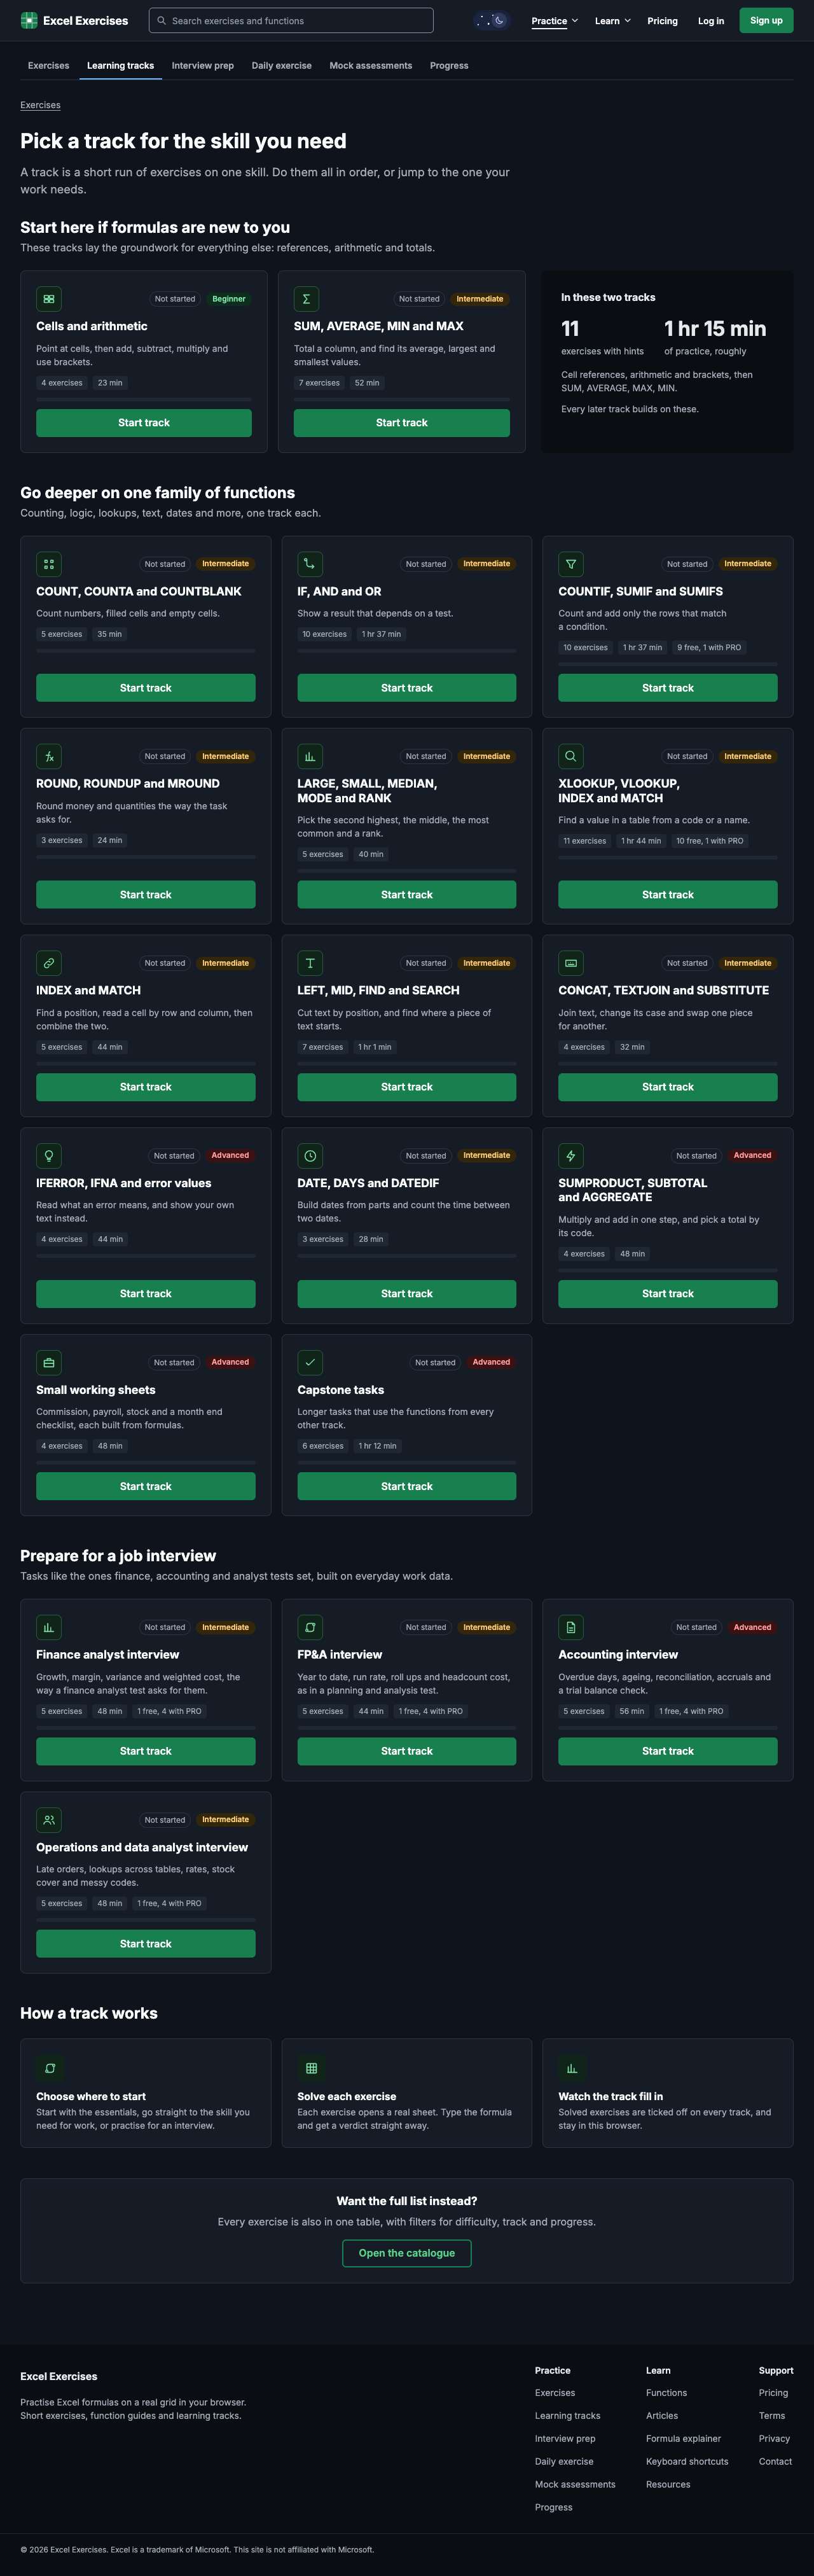 Excel Exercises
Search exercises and functions
Practice
Learn
Pricing
Log in
Sign up
Exercises
Learning tracks
Interview prep
Daily exercise
Mock assessments
Progress
Exercises
Pick a track for the skill you need
A track is a short run of exercises on one skill. Do them all in order, or jump to the one your
work needs.
Start here if formulas are new to you
These tracks lay the groundwork for everything else: references, arithmetic and totals.
Not started
Beginner
Cells and arithmetic
Point at cells, then add, subtract, multiply and
use brackets.
4 exercises
23 min
Start track
Not started
Intermediate
SUM, AVERAGE, MIN and MAX
Total a column, and find its average, largest and
smallest values.
7 exercises
52 min
Start track
In these two tracks
11
exercises with hints
1 hr 15 min
of practice, roughly
Cell references, arithmetic and brackets, then
SUM, AVERAGE, MAX, MIN.
Every later track builds on these.
Go deeper on one family of functions
Counting, logic, lookups, text, dates and more, one track each.
Not started
Intermediate
COUNT, COUNTA and COUNTBLANK
Count numbers, filled cells and empty cells.
5 exercises
35 min
Start track
Not started
Intermediate
IF, AND and OR
Show a result that depends on a test.
10 exercises
1 hr 37 min
Start track
Not started
Intermediate
COUNTIF, SUMIF and SUMIFS
Count and add only the rows that match
a condition.
10 exercises
1 hr 37 min
9 free, 1 with PRO
Start track
Not started
Intermediate
ROUND, ROUNDUP and MROUND
Round money and quantities the way the task
asks for.
3 exercises
24 min
Start track
Not started
Intermediate
LARGE, SMALL, MEDIAN,
MODE and RANK
Pick the second highest, the middle, the most
common and a rank.
5 exercises
40 min
Start track
Not started
Intermediate
XLOOKUP, VLOOKUP,
INDEX and MATCH
Find a value in a table from a code or a name.
11 exercises
1 hr 44 min
10 free, 1 with PRO
Start track
Not started
Intermediate
INDEX and MATCH
Find a position, read a cell by row and column, then
combine the two.
5 exercises
44 min
Start track
Not started
Intermediate
LEFT, MID, FIND and SEARCH
Cut text by position, and find where a piece of
text starts.
7 exercises
1 hr 1 min
Start track
Not started
Intermediate
CONCAT, TEXTJOIN and SUBSTITUTE
Join text, change its case and swap one piece
for another.
4 exercises
32 min
Start track
Not started
Advanced
IFERROR, IFNA and error values
Read what an error means, and show your own
text instead.
4 exercises
44 min
Start track
Not started
Intermediate
DATE, DAYS and DATEDIF
Build dates from parts and count the time between
two dates.
3 exercises
28 min
Start track
Not started
Advanced
SUMPRODUCT, SUBTOTAL
and AGGREGATE
Multiply and add in one step, and pick a total by
its code.
4 exercises
48 min
Start track
Not started
Advanced
Small working sheets
Commission, payroll, stock and a month end
checklist, each built from formulas.
4 exercises
48 min
Start track
Not started
Advanced
Capstone tasks
Longer tasks that use the functions from every
other track.
6 exercises
1 hr 12 min
Start track
Prepare for a job interview
Tasks like the ones finance, accounting and analyst tests set, built on everyday work data.
Not started
Intermediate
Finance analyst interview
Growth, margin, variance and weighted cost, the
way a finance analyst test asks for them.
5 exercises
48 min
1 free, 4 with PRO
Start track
Not started
Intermediate
FP&A interview
Year to date, run rate, roll ups and headcount cost,
as in a planning and analysis test.
5 exercises
44 min
1 free, 4 with PRO
Start track
Not started
Advanced
Accounting interview
Overdue days, ageing, reconciliation, accruals and
a trial balance check.
5 exercises
56 min
1 free, 4 with PRO
Start track
Not started
Intermediate
Operations and data analyst interview
Late orders, lookups across tables, rates, stock
cover and messy codes.
5 exercises
48 min
1 free, 4 with PRO
Start track
How a track works
Choose where to start
Start with the essentials, go straight to the skill you
need for work, or practise for an interview.
Solve each exercise
Each exercise opens a real sheet. Type the formula
and get a verdict straight away.
Watch the track fill in
Solved exercises are ticked off on every track, and
stay in this browser.
Want the full list instead?
Every exercise is also in one table, with filters for difficulty, track and progress.
Open the catalogue
Excel Exercises
Practise Excel formulas on a real grid in your browser.
Short exercises, function guides and learning tracks.
Practice
Exercises
Learning tracks
Interview prep
Daily exercise
Mock assessments
Progress
Learn
Functions
Articles
Formula explainer
Keyboard shortcuts
Resources
Support
Pricing
Terms
Privacy
Contact
© 2026 Excel Exercises. Excel is a trademark of Microsoft. This site is not affiliated with Microsoft.